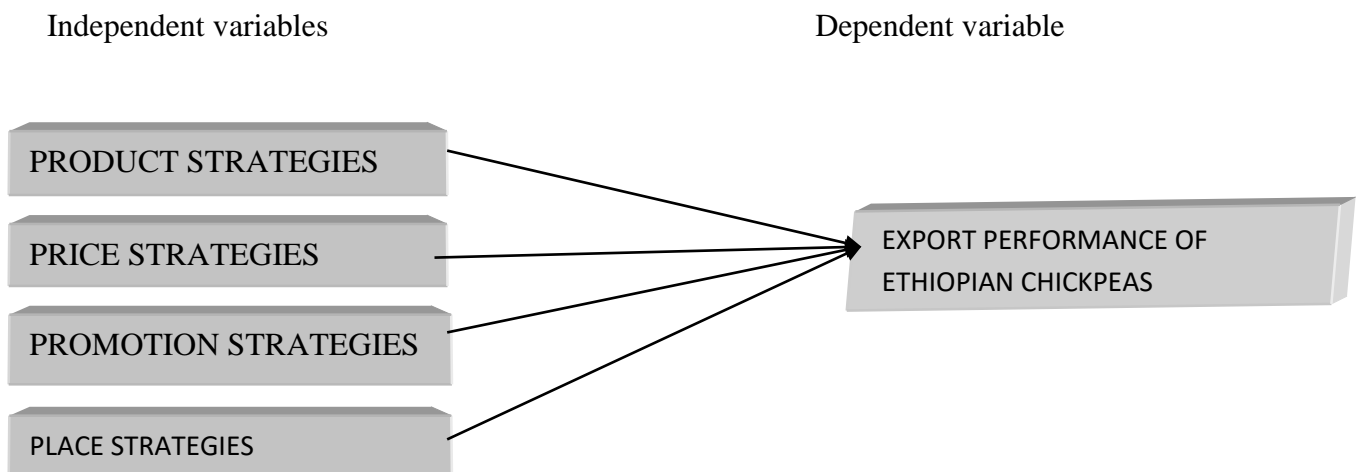 Independent variables
Dependent variable
PRODUCT STRATEGIES
PRICE STRATEGIES
PROMOTION STRATEGIES
PLACE STRATEGIES
EXPORT PERFORMANCE OF
ETHIOPIAN CHICKPEAS